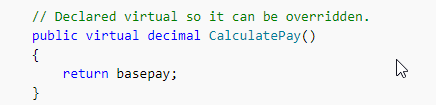 // Declared virtual so it can be overridden.
public virtual decimal CalculatePay()
{
return basepay;
}